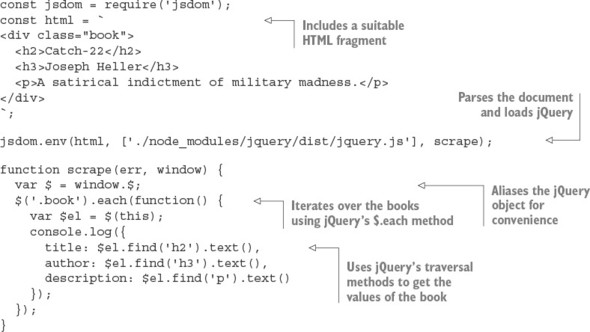 const jsdom = require('jsdom');
const html = `
<div class="book">
  <h2>Catch-22</h2>
  <h3>Joseph Heller</h3>
  <p>A satirical indictment of military madness.</p>
</div>
`;
Includes a suitable
HTML fragment
Parses the document
and loads jQuery
jsdom.env(html, ['./node_modules/jquery/dist/jquery.js'], scrape);
function scrape(err, window) {
  var $ = window.$;
  $('.book').each(function() {
    var $el = $(this);
    console.log({
      title: $el.find('h2').text(),
      author: $el.find('h3').text(),
      description: $el.find('p').text()
    });
  });
}
Aliases the jQuery
object for
convenience
Iterates over the books
using jQuery's $.each method
Uses jQuery's traversal
methods to get the
values of the book